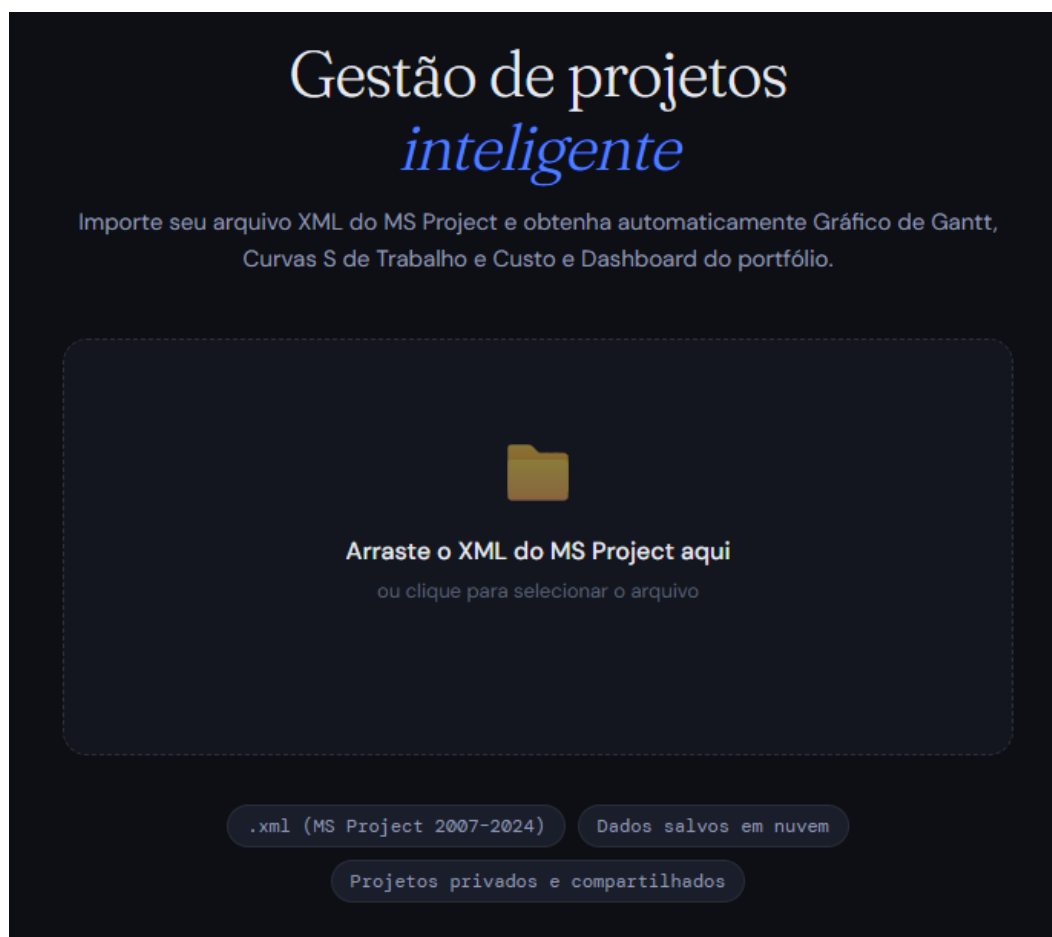 Gestão de projetos
inteligente
Importe seu arquivo XML do MS Project e obtenha automaticamente Gráfico de Gantt,
Curvas S de Trabalho e Custo e Dashboard do portfólio.
Arraste o XML do MS Project aqui
ou clique para selecionar o arquivo
.xml (MS Project 2007–2024)
Dados salvos em nuvem
Projetos privados e compartilhados